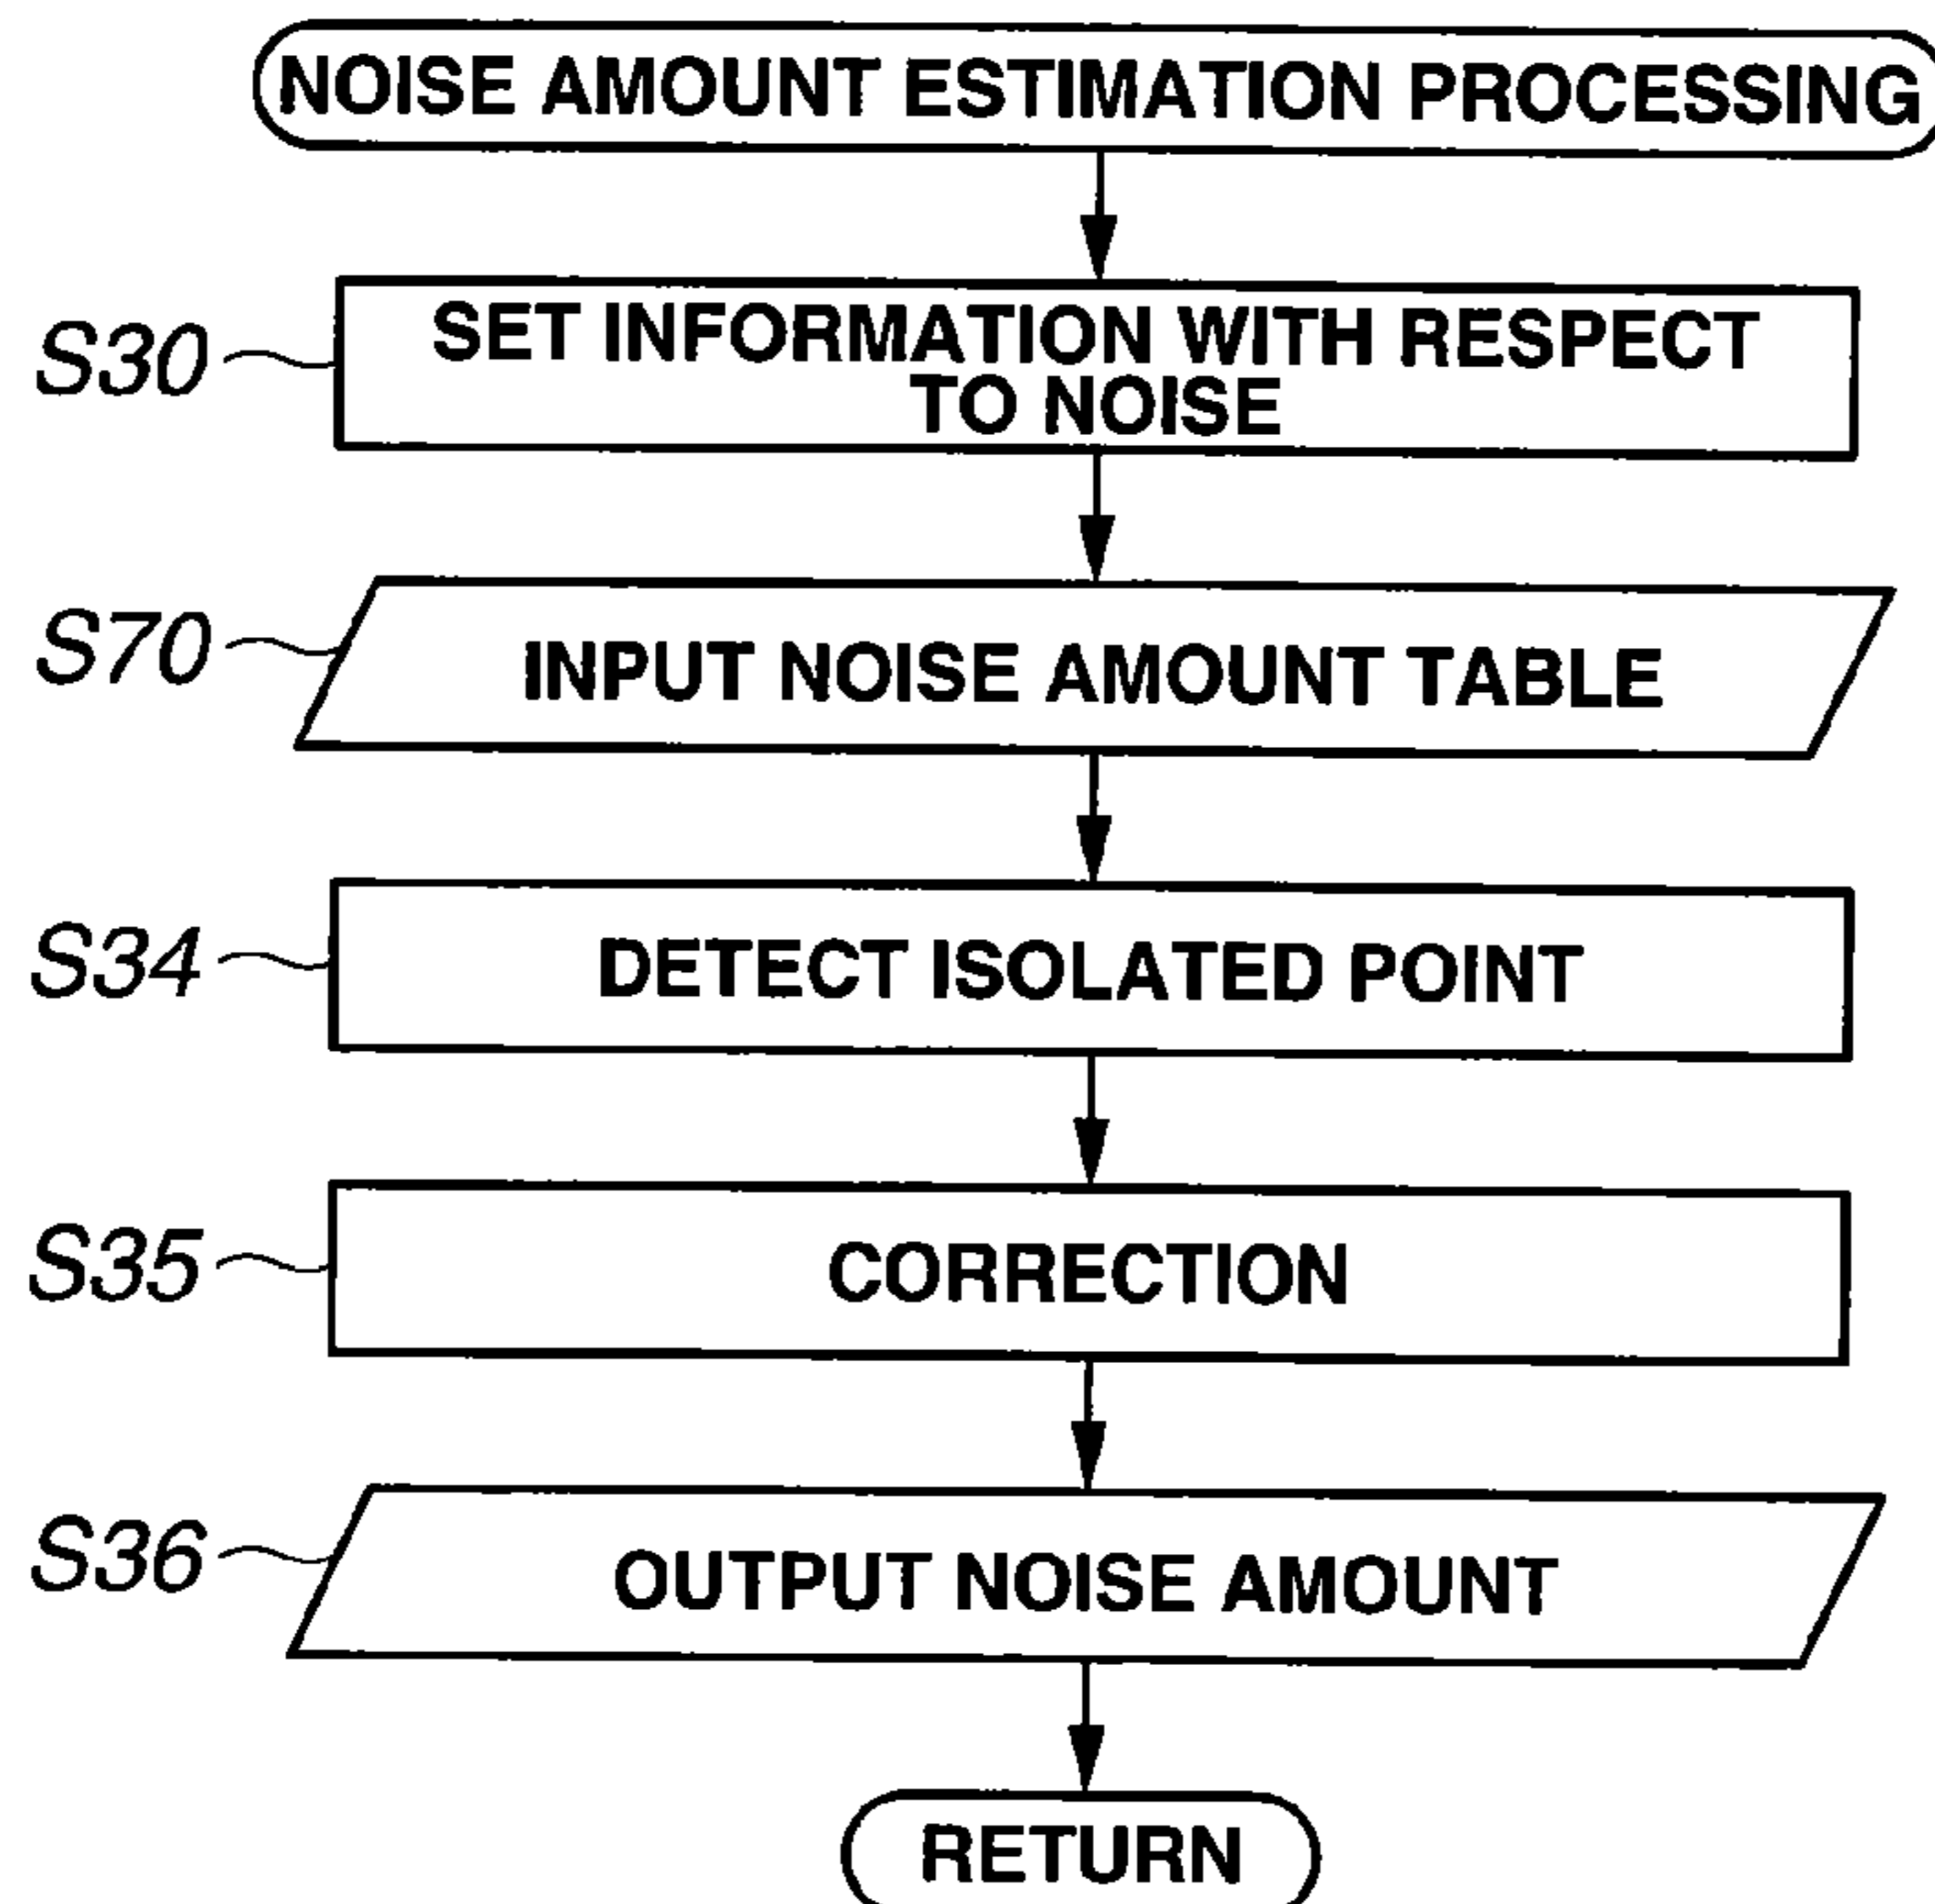 NOISE AMOUNT ESTIMATION PROCESSING
S30
SET INFORMATION WITH RESPECT
TO NOISE
S70
INPUT NOISE AMOUNT TABLE
S34
DETECT ISOLATED POINT
S35
CORRECTION
S36
OUTPUT NOISE AMOUNT
RETURN